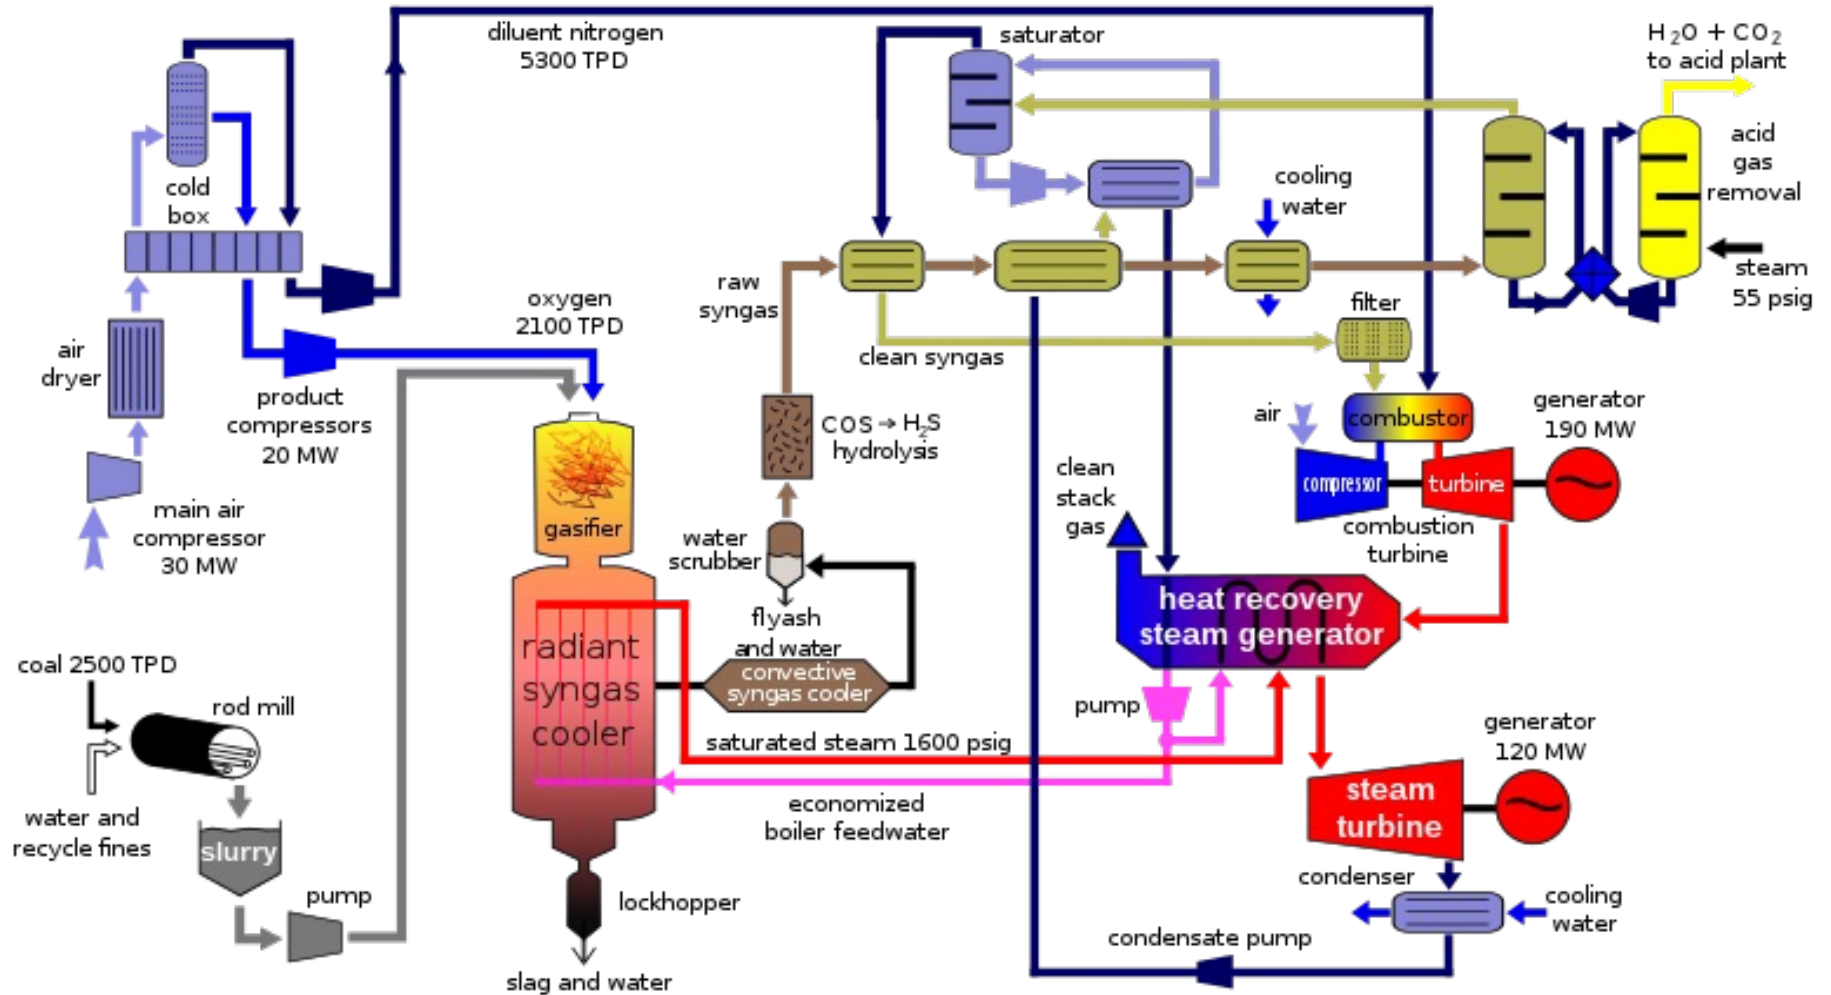 diluent nitrogen
5300 TPD
saturator
H₂O + CO₂
to acid plant
cold
box
cooling
water
acid
gas
removal
steam
55 psig
raw
syngas
oxygen
2100 TPD
filter
clean syngas
air
dryer
product
compressors
20 MW
COS→H₂S
hydrolysis
air
combustor
generator
190 MW
compressor
turbine
combustion
turbine
clean
stack
gas
main air
compressor
30 MW
gasifier
water
scrubber
flyash
and water
convective
syngas cooler
radiant
syngas
cooler
heat recovery
steam generator
coal 2500 TPD
rod mill
water and
recycle fines
slurry
pump
pump
saturated steam 1600 psig
economized
boiler feedwater
generator
120 MW
steam
turbine
lockhopper
slag and water
condenser
cooling
water
condensate pump